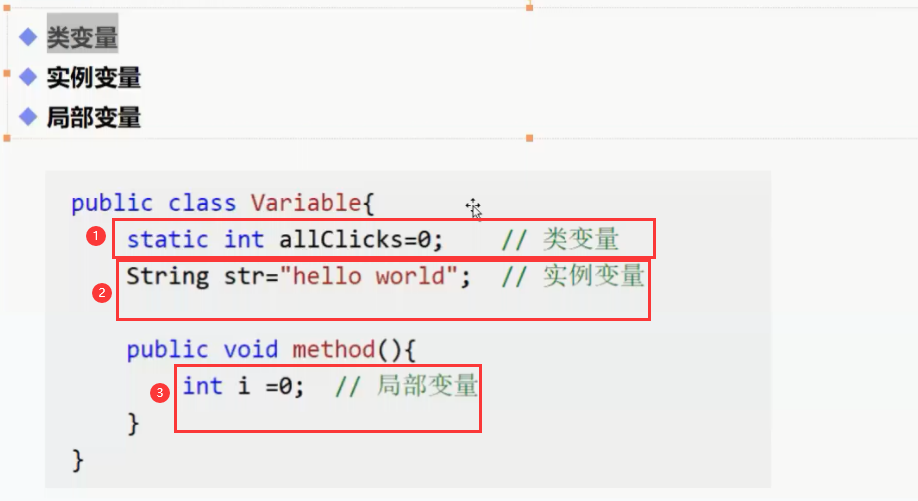 类变量
实例变量
局部变量
public class Variable{
1 static int allClicks=0; // 类变量
2 String str="hello world"; // 实例变量
public void method(){
3 int i =0; // 局部变量
}
}